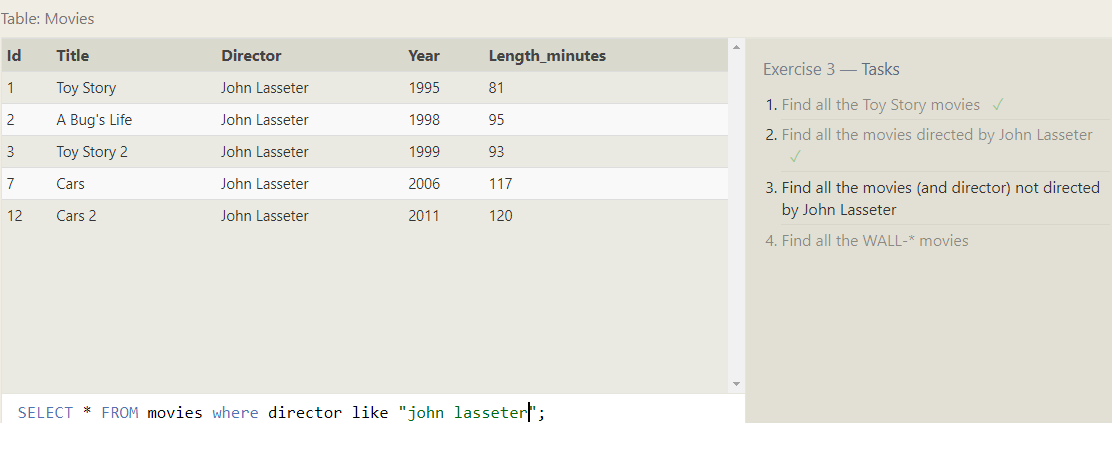 Table: Movies
Id Title Director Year Length_minutes
1 Toy Story John Lasseter 1995 81
2 A Bug's Life John Lasseter 1998 95
3 Toy Story 2 John Lasseter 1999 93
7 Cars John Lasseter 2006 117
12 Cars 2 John Lasseter 2011 120
SELECT * FROM movies where director like "john lasseter";
Exercise 3 — Tasks
1. Find all the Toy Story movies ✓
2. Find all the movies directed by John Lasseter
✓
3. Find all the movies (and director) not directed
by John Lasseter
4. Find all the WALL-* movies